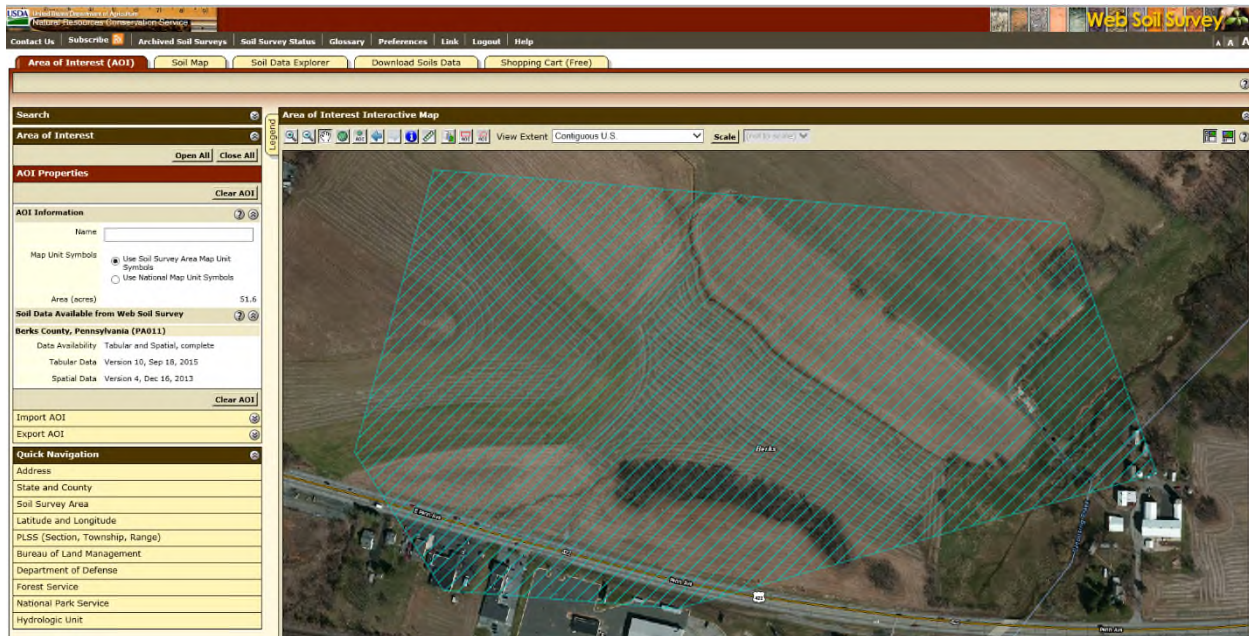 USDA United States Department of Agriculture
Natural Resources Conservation Service
Web Soil Survey
Contact Us Subscribe Archived Soil Surveys Soil Survey Status Glossary Preferences Link Logout Help A A A
Area of Interest (AOI) Soil Map Soil Data Explorer Download Soils Data Shopping Cart (Free)
Search
Area of Interest
Open All Close All
AOI Properties
Clear AOI
AOI Information
Name
Map Unit Symbols
Use Soil Survey Area Map Unit
Symbols
Use National Map Unit Symbols
Area (acres) 51.6
Soil Data Available from Web Soil Survey
Berks County, Pennsylvania (PA011)
Data Availability Tabular and Spatial, complete
Tabular Data Version 10, Sep 18, 2015
Spatial Data Version 4, Dec 16, 2013
Clear AOI
Import AOI
Export AOI
Quick Navigation
Address
State and County
Soil Survey Area
Latitude and Longitude
PLSS (Section, Township, Range)
Bureau of Land Management
Department of Defense
Forest Service
National Park Service
Hydrologic Unit
Legend
Area of Interest Interactive Map
View Extent Contiguous U.S. Scale (not to scale)
Berks
E Penn Ave
422
Penn Ave
422
Penn Ave